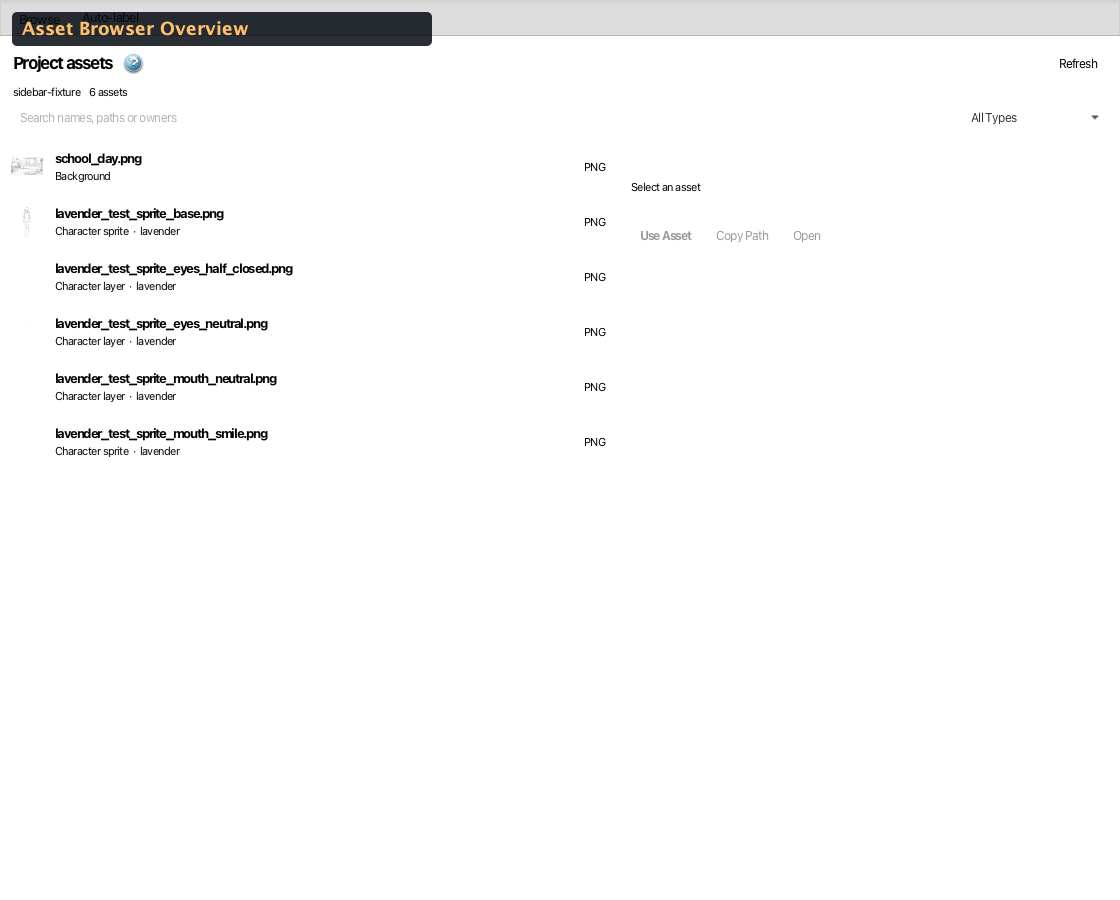 Browse Auto-label
Asset Browser Overview
Project assets ?
Refresh
sidebar-fixture 6 assets
Search names, paths or owners
All Types
school_day.png
Background
PNG
Select an asset
lavender_test_sprite_base.png
Character sprite · lavender
PNG
Use Asset Copy Path Open
lavender_test_sprite_eyes_half_closed.png
Character layer · lavender
PNG
lavender_test_sprite_eyes_neutral.png
Character layer · lavender
PNG
lavender_test_sprite_mouth_neutral.png
Character layer · lavender
PNG
lavender_test_sprite_mouth_smile.png
Character sprite · lavender
PNG